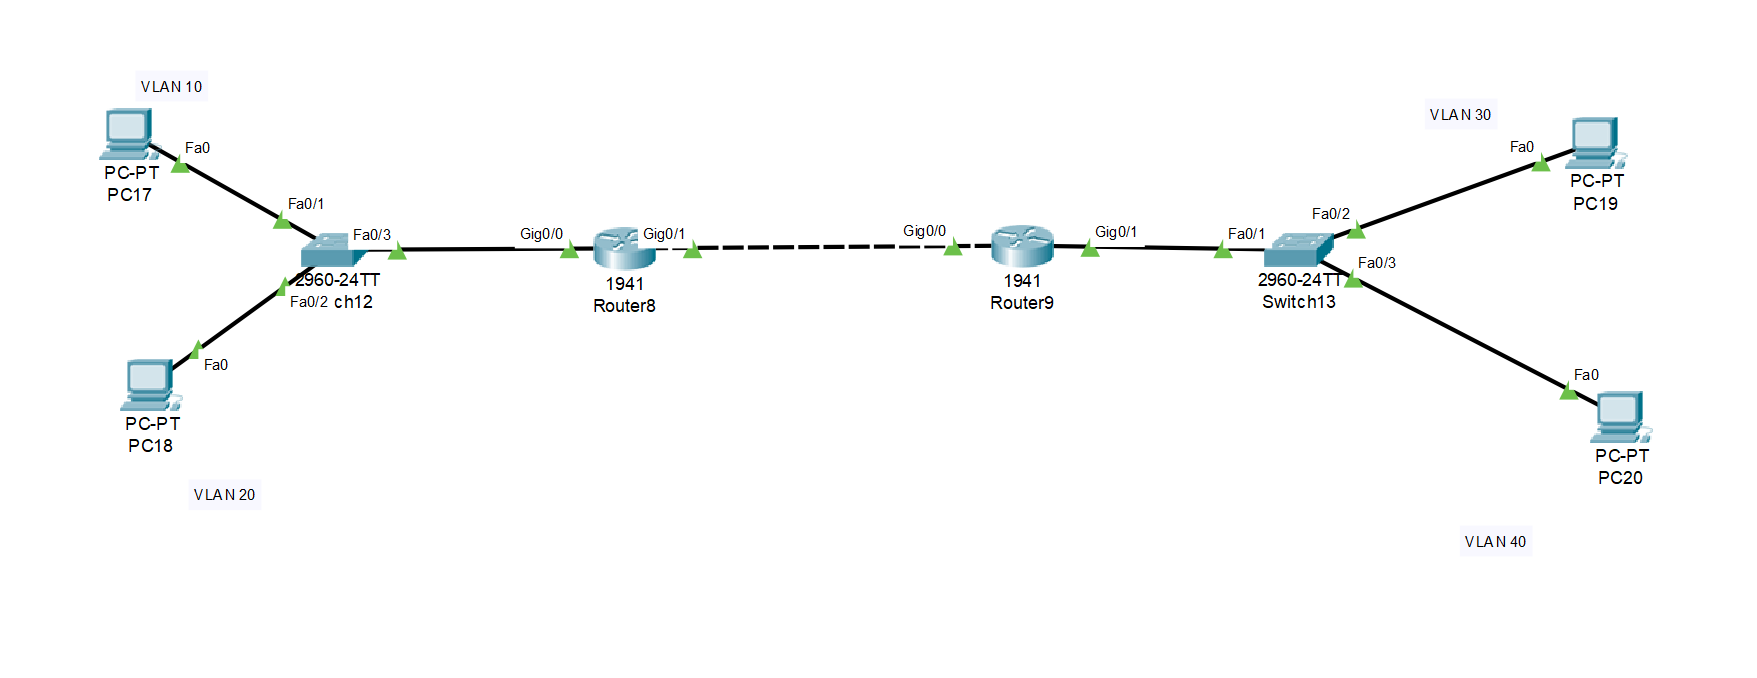 VLAN 10
VLAN 30
Fa0
Fa0
PC-PT
PC17
PC-PT
PC19
Fa0/1
Fa0/2
Fa0/3
Gig0/0
Gig0/1
Gig0/0
Gig0/1
Fa0/1
Fa0/3
2960-24TT
ch12
Fa0/2
1941
Router8
1941
Router9
2960-24TT
Switch13
Fa0
Fa0
PC-PT
PC18
PC-PT
PC20
VLAN 20
VLAN 40